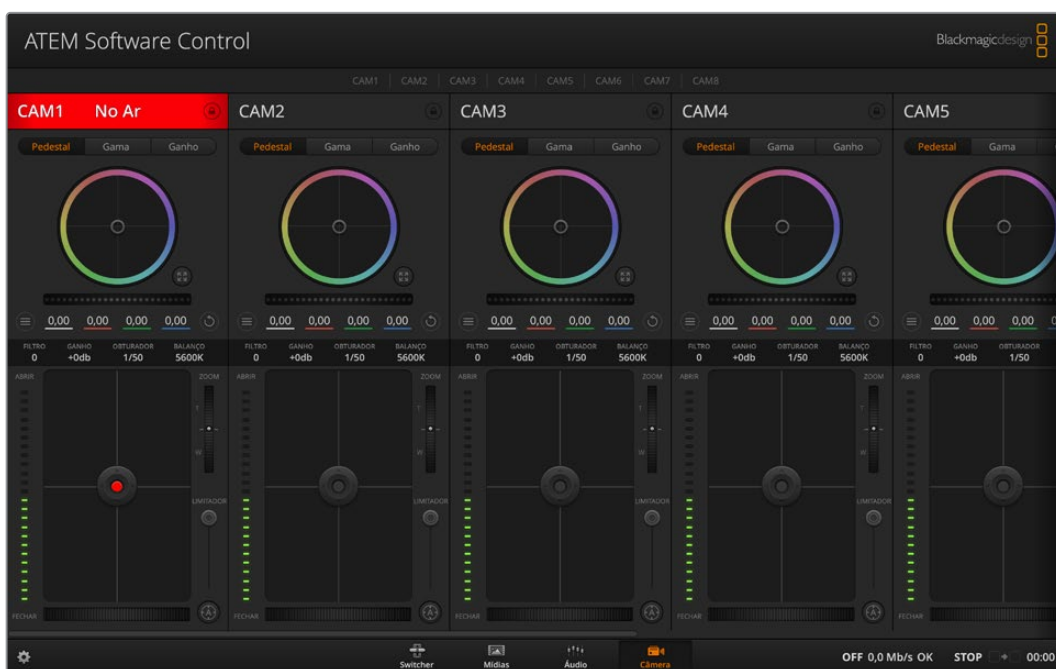 ATEM Software Control
Blackmagicdesign
CAM1 CAM2 CAM3 CAM4 CAM5 CAM6 CAM7 CAM8
CAM1 No Ar CAM2 CAM3 CAM4 CAM5
Pedestal Gama Ganho Pedestal Gama Ganho Pedestal Gama Ganho Pedestal Gama Ganho Pedestal Gama
0,00 0,00 0,00 0,00 0,00 0,00 0,00 0,00 0,00 0,00 0,00 0,00 0,00 0,00 0,00 0,00 0,00 0,00 0,00
FILTRO GANHO OBTURADOR BALANÇO FILTRO GANHO OBTURADOR BALANÇO FILTRO GANHO OBTURADOR BALANÇO FILTRO GANHO OBTURADOR BALANÇO FILTRO GANHO OBTURADOR
0 +0db 1/50 5600K 0 +0db 1/50 5600K 0 +0db 1/50 5600K 0 +0db 1/50 5600K 0 +0db 1/50
ABRIR ZOOM ABRIR ZOOM ABRIR ZOOM ABRIR ZOOM ABRIR
T T T T
W W W W
LIMITADOR LIMITADOR LIMITADOR LIMITADOR
FECHAR FECHAR FECHAR FECHAR FECHAR
Switcher Mídias Áudio Câmera
OFF 0,0 Mb/s OK STOP 00:00